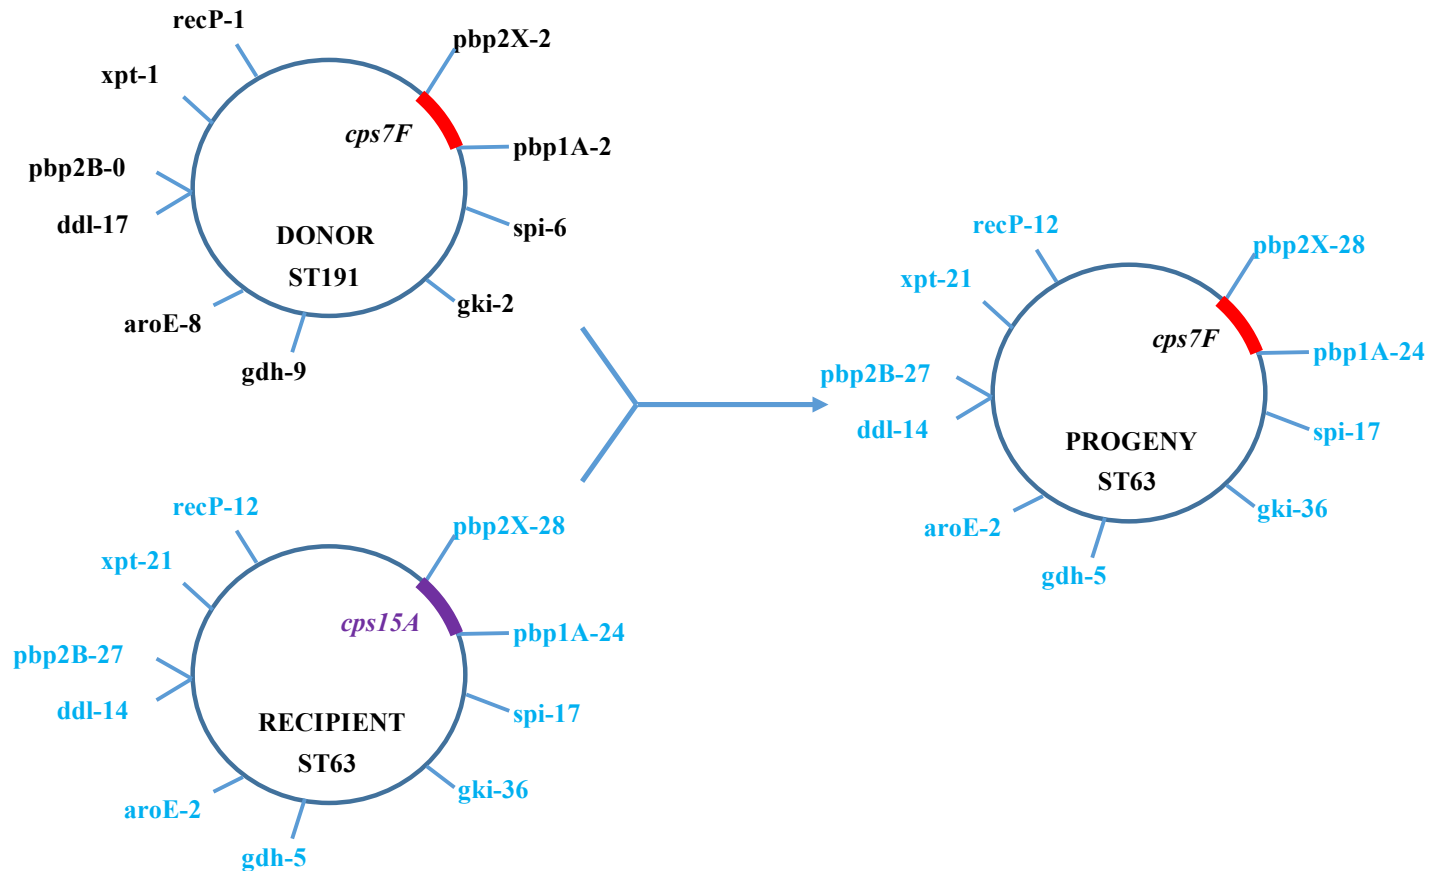 recP-1
pbp2X-2
xpt-1
cps7F
pbp1A-2
pbp2B-0
ddl-17
spi-6
DONOR
ST191
gki-2
aroE-8
gdh-9
recP-12
pbp2X-28
xpt-21
cps15A
pbp1A-24
pbp2B-27
ddl-14
spi-17
RECIPIENT
ST63
gki-36
aroE-2
gdh-5
recP-12
pbp2X-28
xpt-21
cps7F
pbp1A-24
pbp2B-27
ddl-14
spi-17
PROGENY
ST63
gki-36
aroE-2
gdh-5